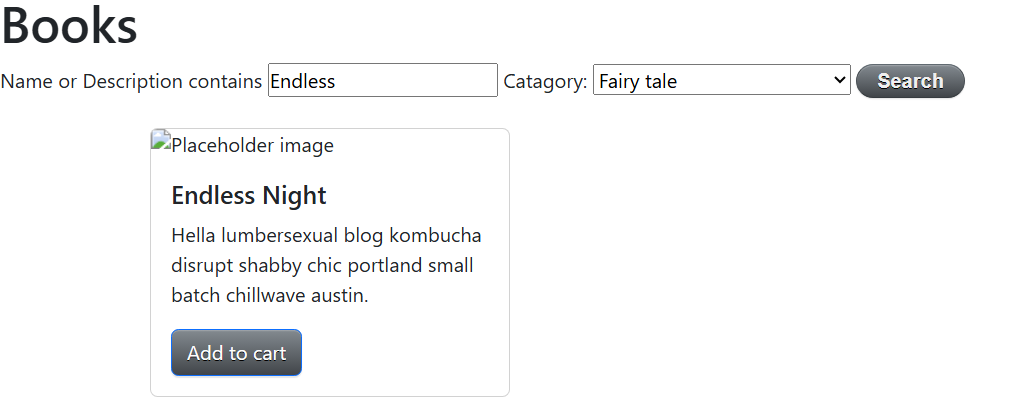 Books
Name or Description contains Endless Catagory: Fairy tale Search
Placeholder image
Endless Night
Hella lumbersexual blog kombucha
disrupt shabby chic portland small
batch chillwave austin.
Add to cart